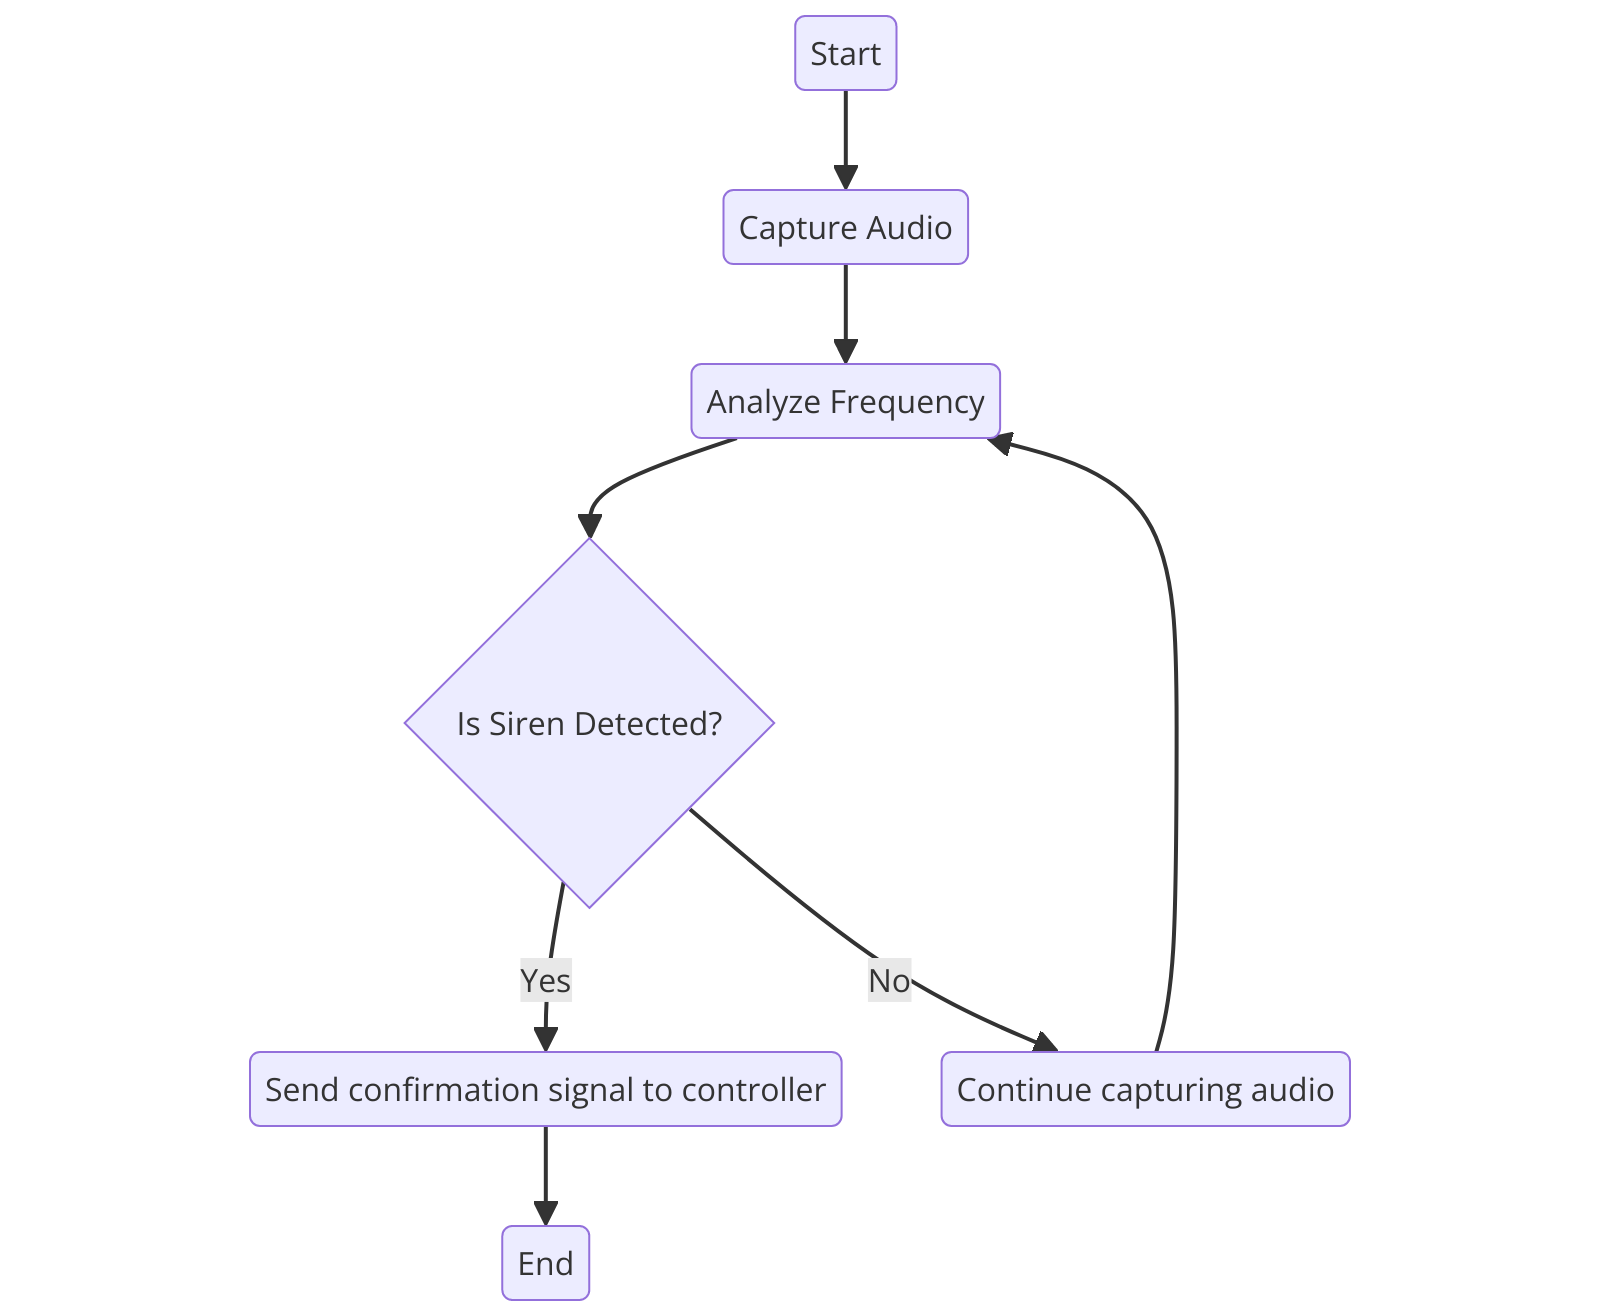 Start
Capture Audio
Analyze Frequency
Is Siren Detected?
Yes
No
Send confirmation signal to controller
Continue capturing audio
End